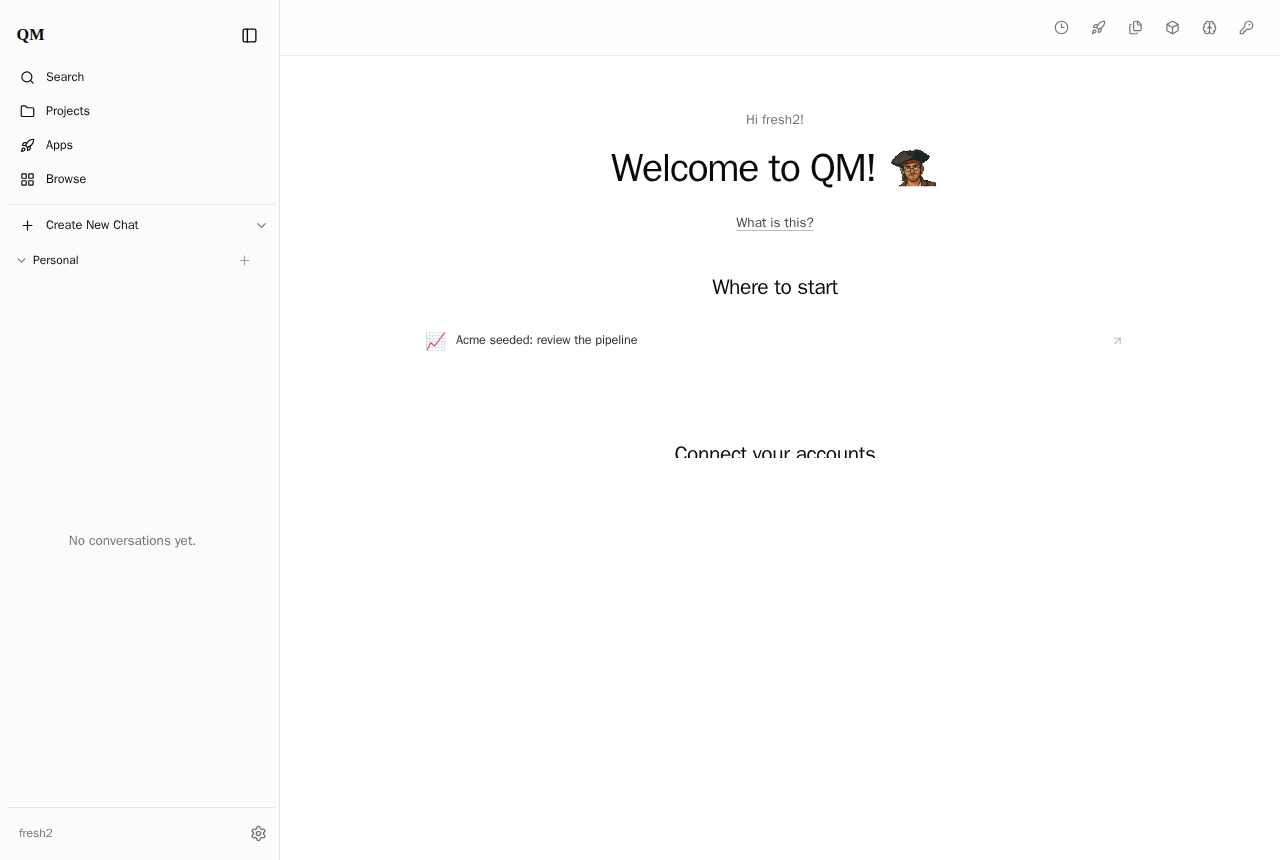 QM
Search
Projects
Apps
Browse
Create New Chat
Personal
No conversations yet.
fresh2
Hi fresh2!
Welcome to QM!
What is this?
Where to start
Acme seeded: review the pipeline
Connect your accounts